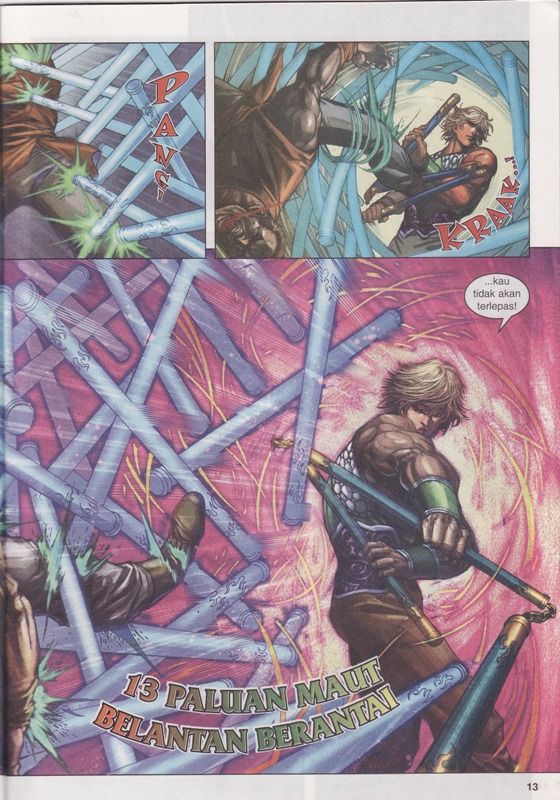 PANG!
KRAAK...!
...kau
tidak akan
terlepas!
13 PALUAN MAUT
BELANTAN BERANTAI
13